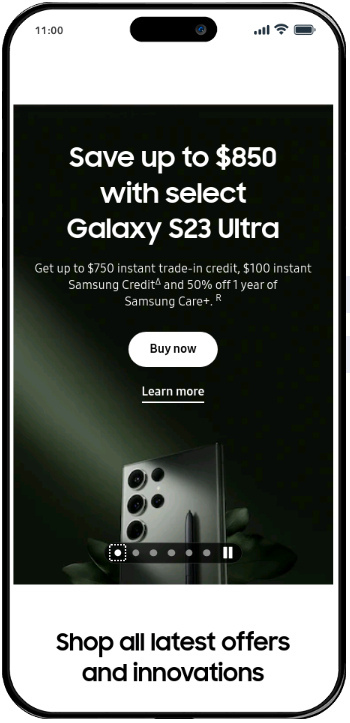 11:00
Save up to $850
with select
Galaxy S23 Ultra
Get up to $750 instant trade-in credit, $100 instant
Samsung CreditΔ and 50% off 1 year of
Samsung Care+. R
Buy now
Learn more
Shop all latest offers
and innovations